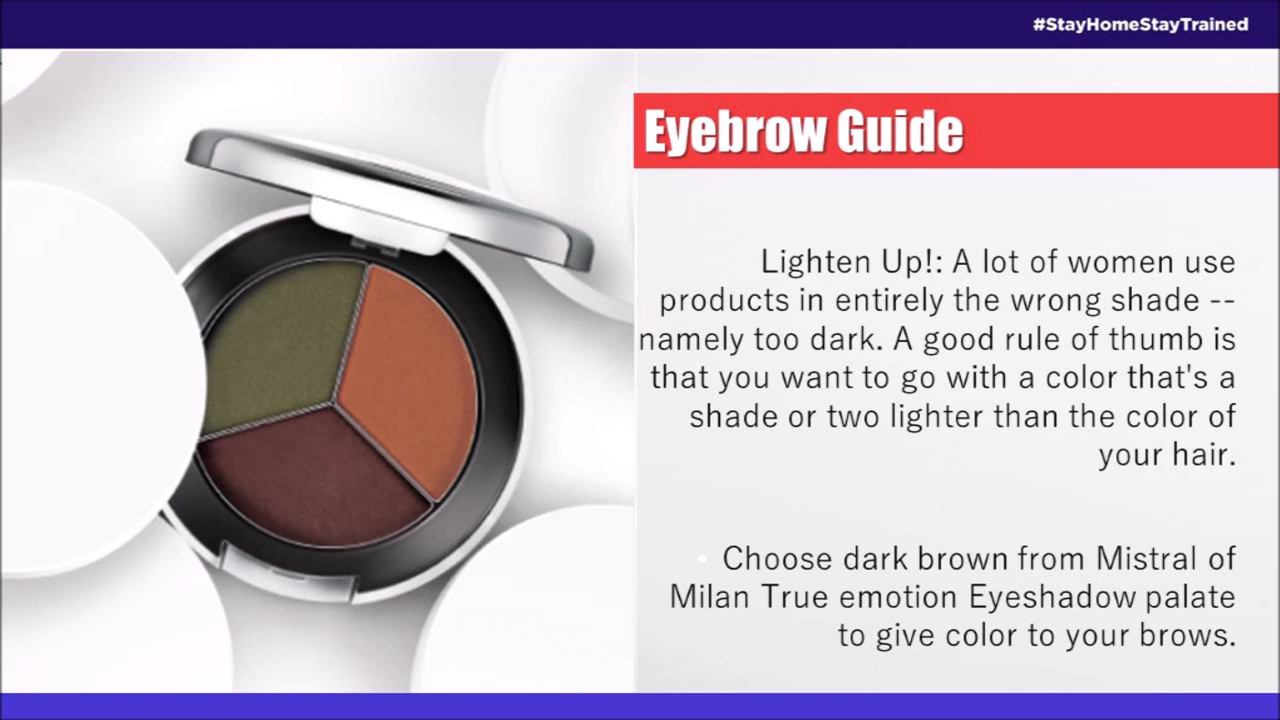 #StayHomeStayTrained
Eyebrow Guide
Lighten Up!: A lot of women use
products in entirely the wrong shade --
namely too dark. A good rule of thumb is
that you want to go with a color that's a
shade or two lighter than the color of
your hair.
• Choose dark brown from Mistral of
Milan True emotion Eyeshadow palate
to give color to your brows.